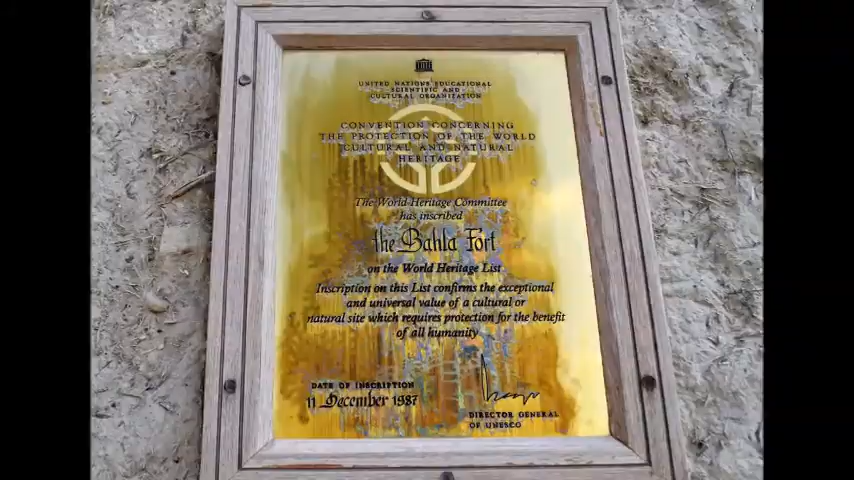 UNITED NATIONS EDUCATIONAL
SCIENTIFIC AND
CULTURAL ORGANIZATION
CONVENTION CONCERNING
THE PROTECTION OF THE WORLD
CULTURAL AND NATURAL
HERITAGE
The World Heritage Committee
has inscribed
the Bahla Fort
on the World Heritage List
Inscription on this List confirms the exceptional
and universal value of a cultural or
natural site which requires protection for the benefit
of all humanity
DATE OF INSCRIPTION
11 December 1987
DIRECTOR GENERAL
OF UNESCO